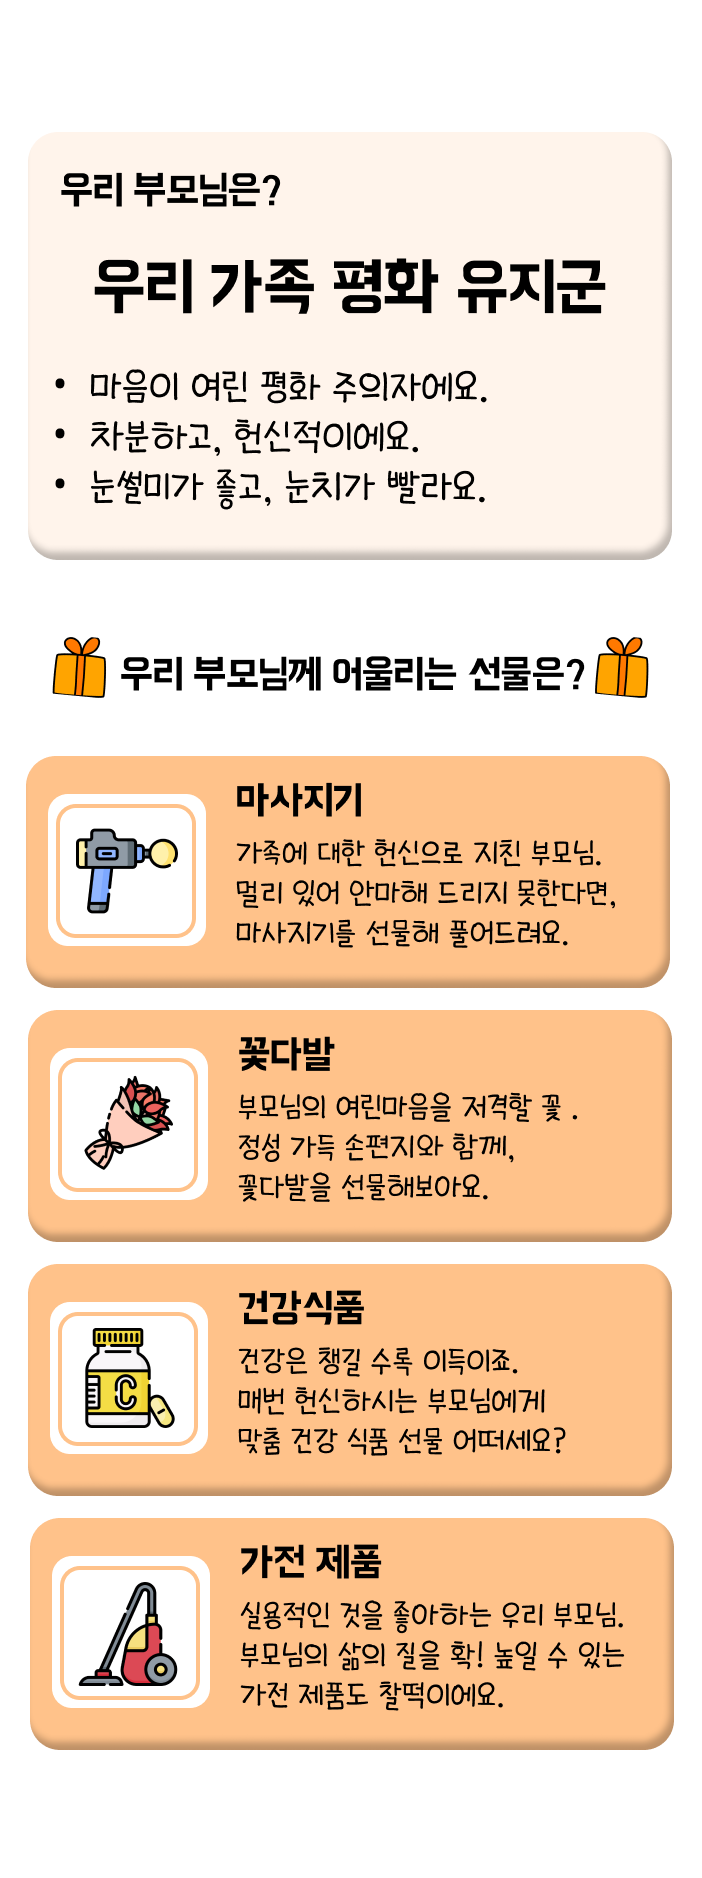 우리 부모님은?
우리 가족 평화 유지군
• 마음이 여린 평화 주의자에요.
• 차분하고, 헌신적이에요.
• 눈썰미가 좋고, 눈치가 빨라요.
우리 부모님께 어울리는 선물은?
마사지기
가족에 대한 헌신으로 지친 부모님.
멀리 있어 안마해 드리지 못한다면,
마사지기를 선물해 풀어드려요.
꽃다발
부모님의 여린마음을 저격할 꽃 .
정성 가득 손편지와 함께,
꽃다발을 선물해보아요.
건강식품
건강은 챙길 수록 이득이죠.
매번 헌신하시는 부모님에게
맞춤 건강 식품 선물 어떠세요?
C
가전 제품
실용적인 것을 좋아하는 우리 부모님.
부모님의 삶의 질을 확! 높일 수 있는
가전 제품도 찰떡이에요.